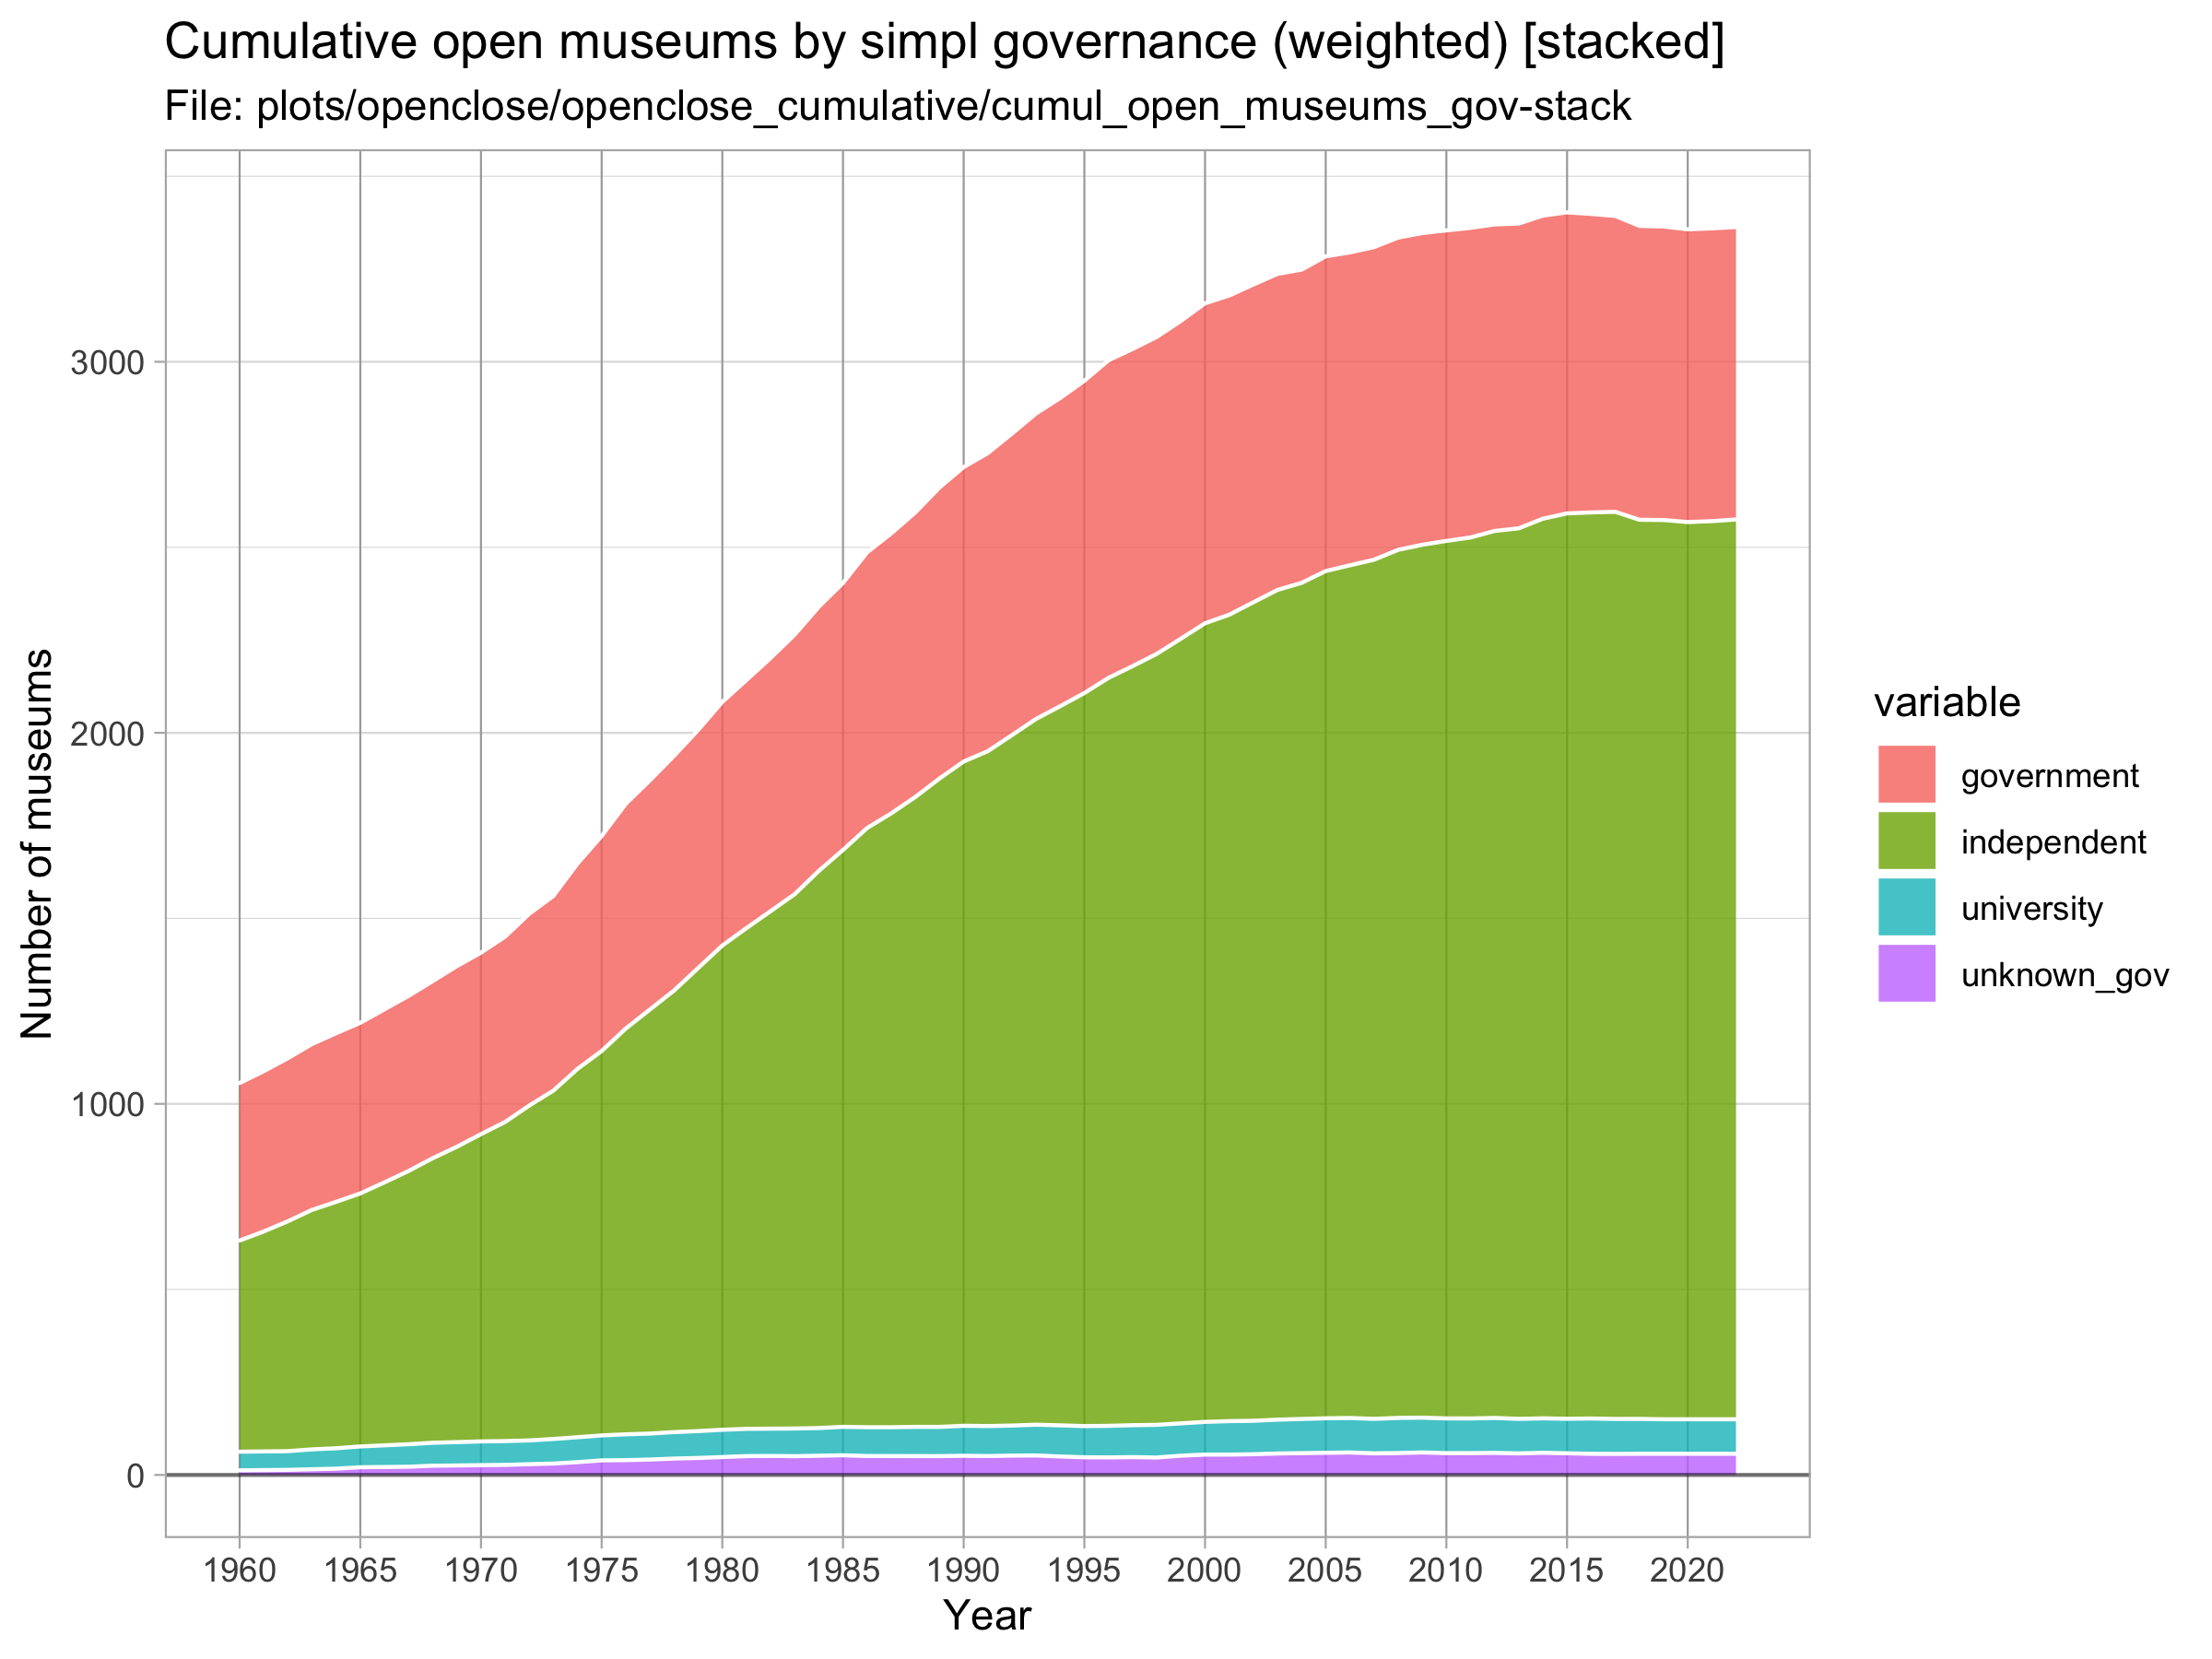 Cumulative open museums by simpl governance (weighted) [stacked]
File: plots/openclose/openclose_cumulative/cumul_open_museums_gov-stack
Number of museums
3000
2000
1000
0
1960 1965 1970 1975 1980 1985 1990 1995 2000 2005 2010 2015 2020
Year
variable
government
independent
university
unknown_gov